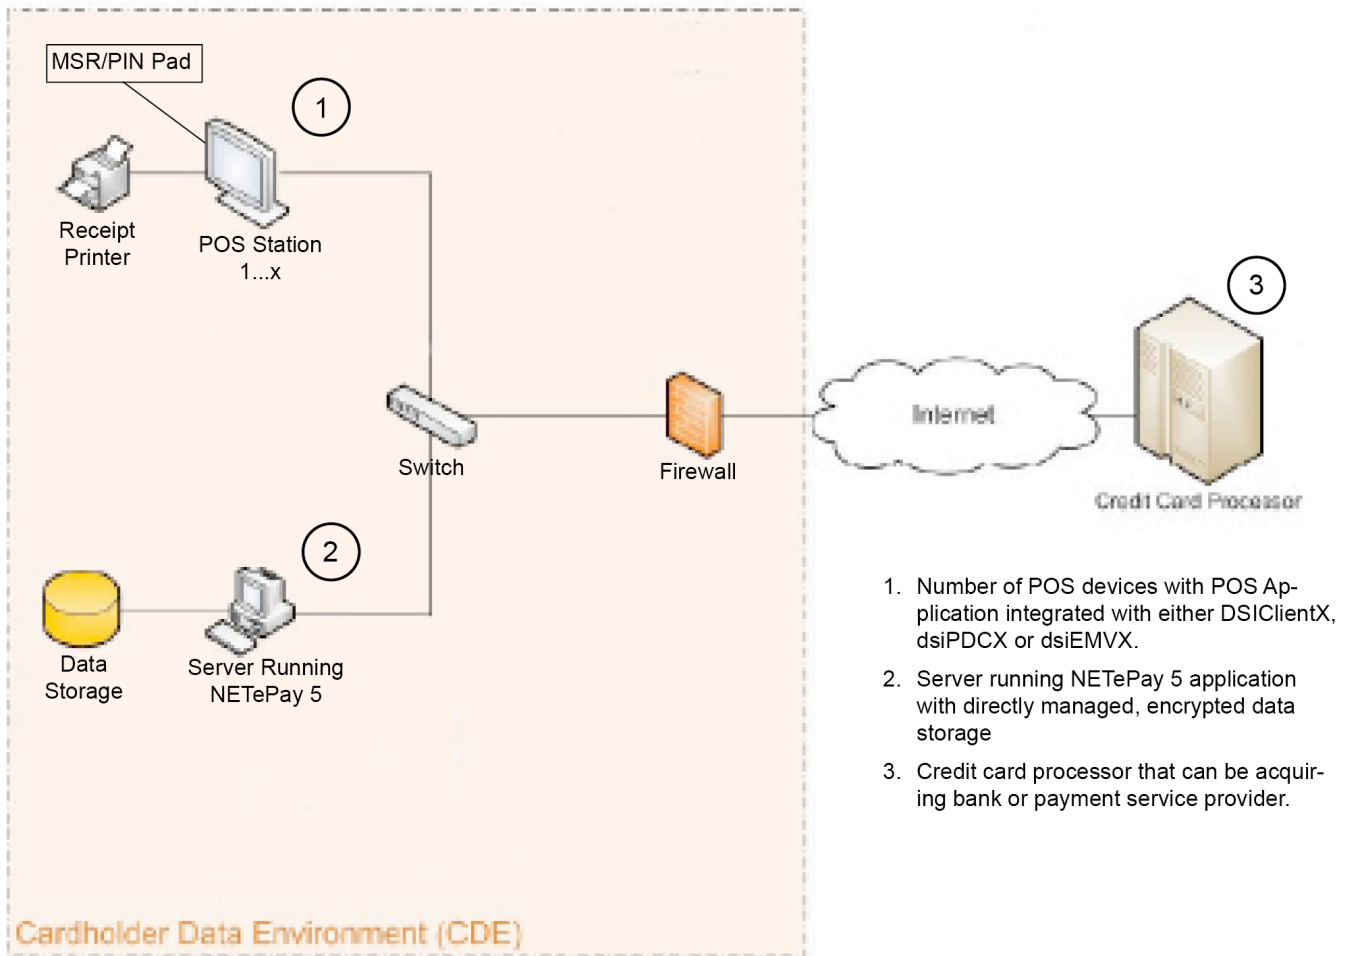 MSR/PIN Pad
1
Receipt
Printer
POS Station
1...x
3
Switch
Firewall
Internet
Credit Card Processor
2
Data
Storage
Server Running
NETePay 5
1. Number of POS devices with POS Ap-
plication integrated with either DSIClientX,
dsiPDCX or dsiEMVX.
2. Server running NETePay 5 application
with directly managed, encrypted data
storage
3. Credit card processor that can be acquir-
ing bank or payment service provider.
Cardholder Data Environment (CDE)